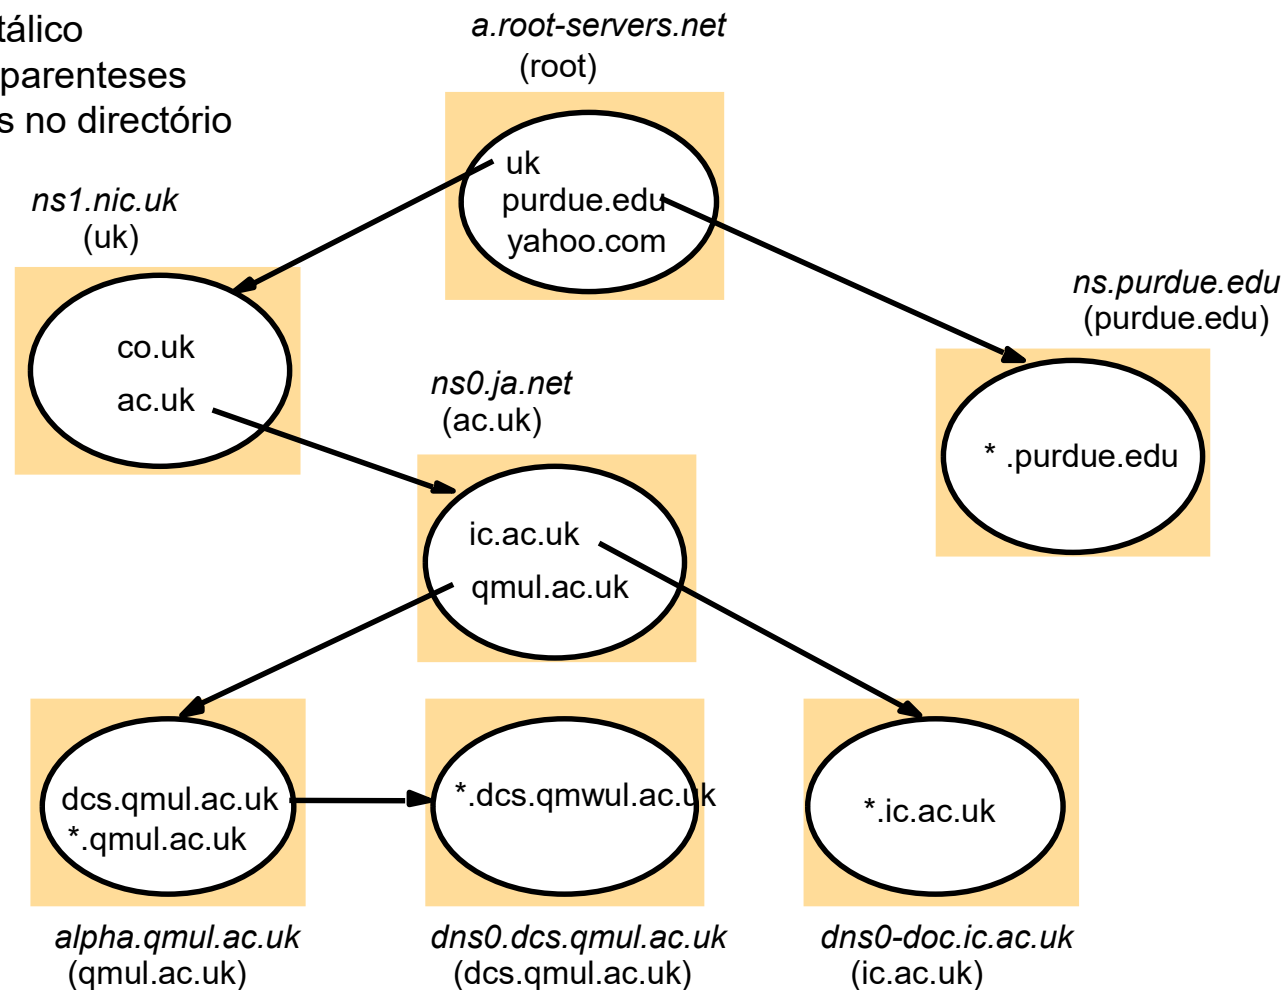 tálico
parenteses
s no directório
a.root-servers.net
(root)
uk
purdue.edu
yahoo.com
ns1.nic.uk
(uk)
co.uk
ac.uk
ns.purdue.edu
(purdue.edu)
* .purdue.edu
ns0.ja.net
(ac.uk)
ic.ac.uk
qmul.ac.uk
dcs.qmul.ac.uk
*.qmul.ac.uk
*.dcs.qmwul.ac.uk
*.ic.ac.uk
alpha.qmul.ac.uk
(qmul.ac.uk)
dns0.dcs.qmul.ac.uk
(dcs.qmul.ac.uk)
dns0-doc.ic.ac.uk
(ic.ac.uk)